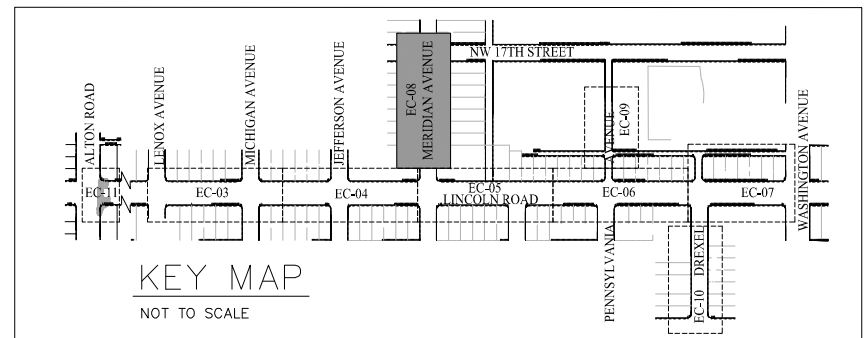 NW 17TH STREET
ALTON ROAD
LENOX AVENUE
MICHIGAN AVENUE
JEFFERSON AVENUE
EC-08
MERIDIAN AVENUE
AVENUE
EC-09
WASHINGTON AVENUE
EC-11
EC-03
EC-04
EC-05
LINCOLN ROAD
EC-06
EC-07
PENNSYLVANIA
EC-10
DREXEL
KEY MAP
NOT TO SCALE